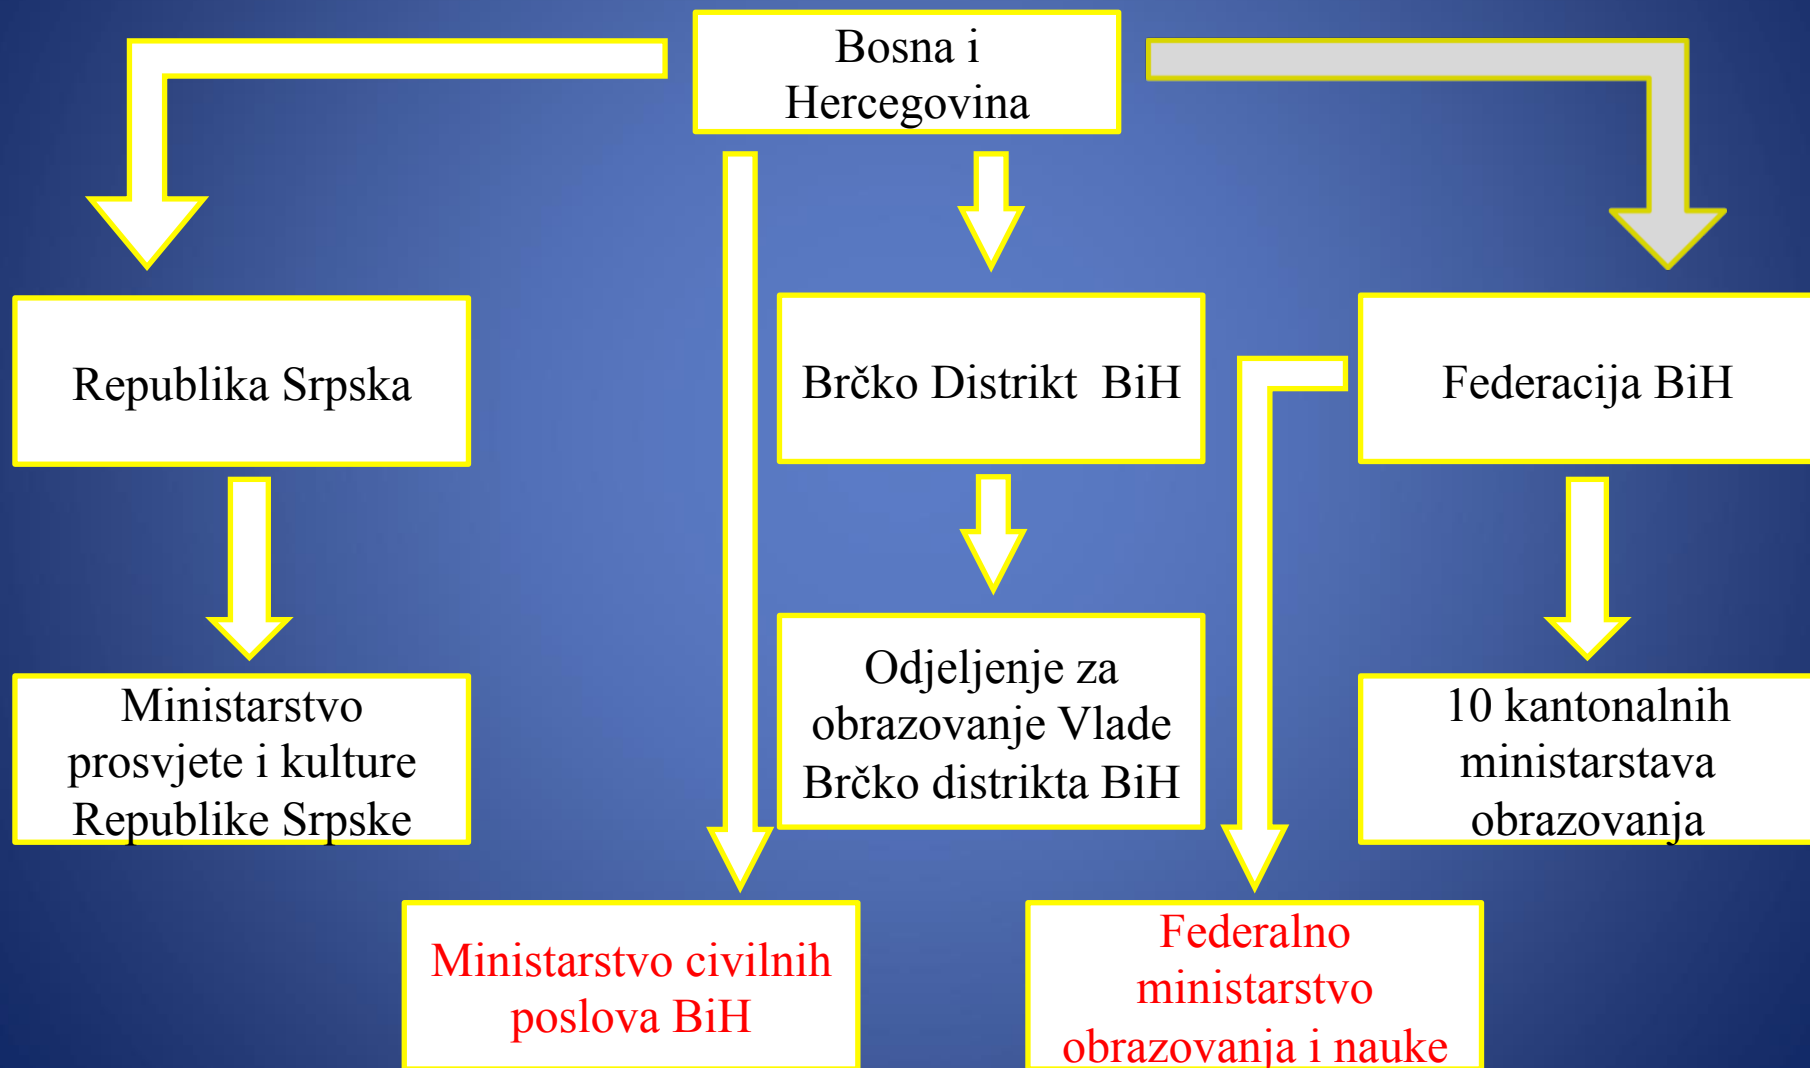 Bosna i
Hercegovina
Republika Srpska
Brčko Distrikt  BiH
Federacija BiH
Ministarstvo
prosvjete i kulture
Republike Srpske
Odjeljenje za
obrazovanje Vlade
Brčko distrikta BiH
10 kantonalnih
ministarstava
obrazovanja
Ministarstvo civilnih
poslova BiH
Federalno
ministarstvo
obrazovanja i nauke